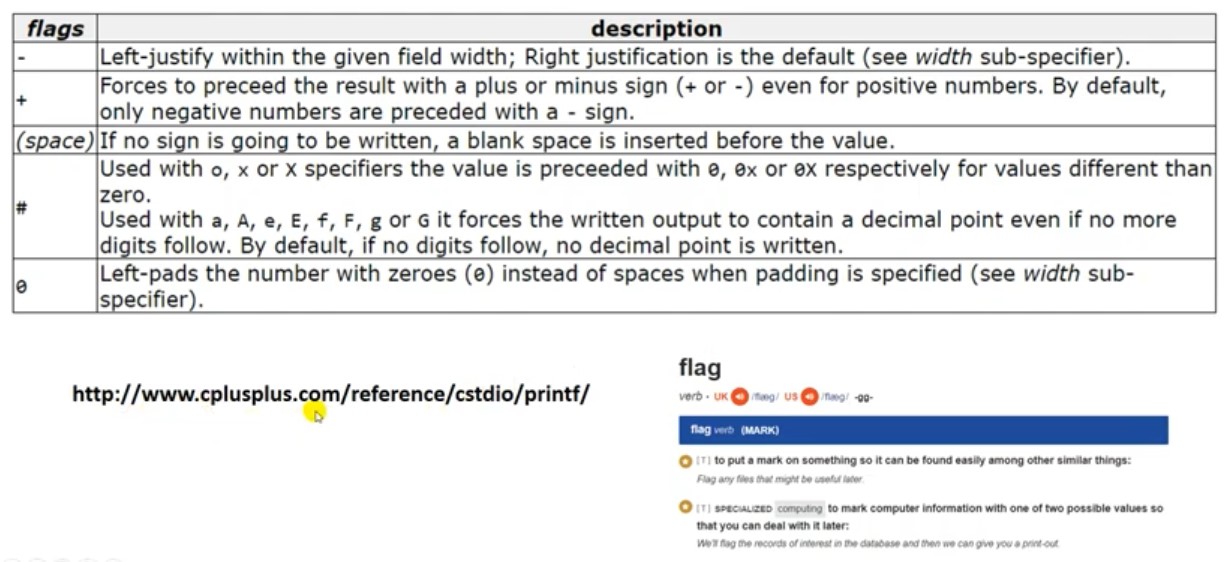 flags description
- Left-justify within the given field width; Right justification is the default (see width sub-specifier).
+ Forces to preceed the result with a plus or minus sign (+ or -) even for positive numbers. By default,
only negative numbers are preceded with a - sign.
(space) If no sign is going to be written, a blank space is inserted before the value.
# Used with o, x or X specifiers the value is preceeded with 0, 0x or 0X respectively for values different than
zero.
Used with a, A, e, E, f, F, g or G it forces the written output to contain a decimal point even if no more
digits follow. By default, if no digits follow, no decimal point is written.
0 Left-pads the number with zeroes (0) instead of spaces when padding is specified (see width sub-
specifier).
http://www.cplusplus.com/reference/cstdio/printf/
flag
verb · UK /flæg/ US /flæg/ -gg-
flag verb (MARK)
[T] to put a mark on something so it can be found easily among other similar things:
Flag any files that might be useful later.
[T] SPECIALIZED computing to mark computer information with one of two possible values so
that you can deal with it later:
We'll flag the records of interest in the database and then we can give you a print-out.